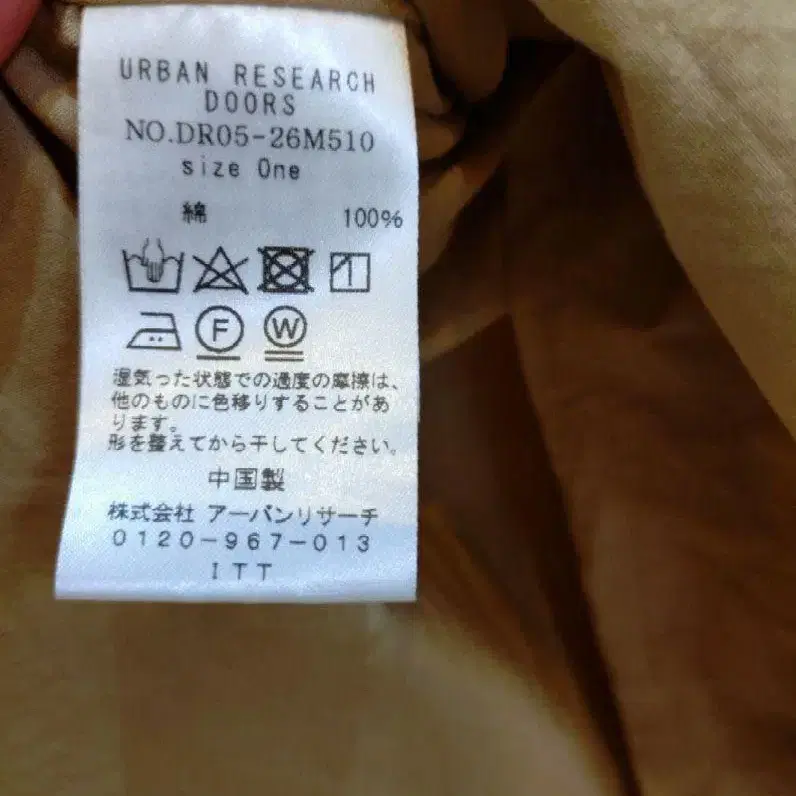 URBAN RESEARCH
DOORS
NO.DR05-26M510
size One
綿 100%
F W
湿気った状態での過度の摩擦は、
他のものに色移りすることがあ
ります。
形を整えてから干してください。
中国製
株式会社 アーバンリサーチ
0120-967-013
ITT